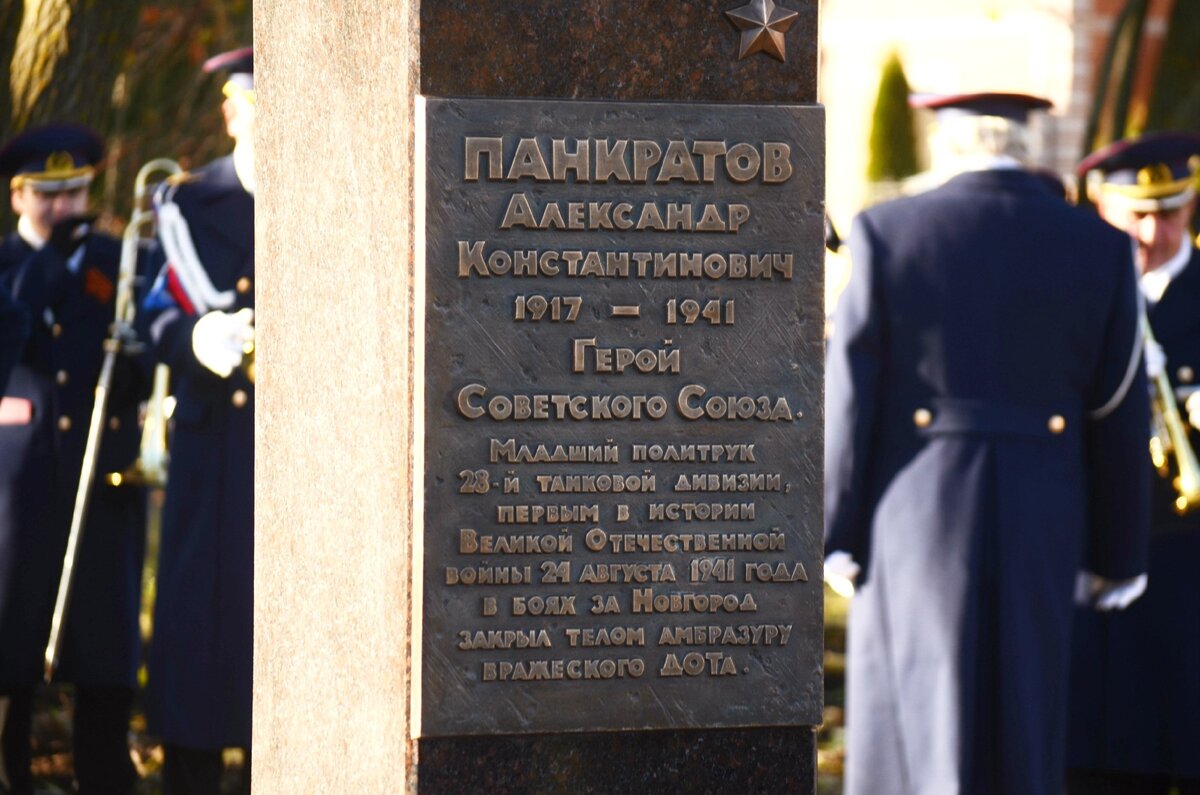 ПАНКРАТОВ
АЛЕКСАНДР
КОНСТАНТИНОВИЧ
1917 – 1941
ГЕРОЙ
СОВЕТСКОГО СОЮЗА.
МЛАДШИЙ ПОЛИТРУК
28-Й ТАНКОВОЙ ДИВИЗИИ,
ПЕРВЫМ В ИСТОРИИ
ВЕЛИКОЙ ОТЕЧЕСТВЕННОЙ
ВОЙНЫ 24 АВГУСТА 1941 ГОДА
В БОЯХ ЗА НОВГОРОД
ЗАКРЫЛ ТЕЛОМ АМБРАЗУРУ
ВРАЖЕСКОГО ДОТА.